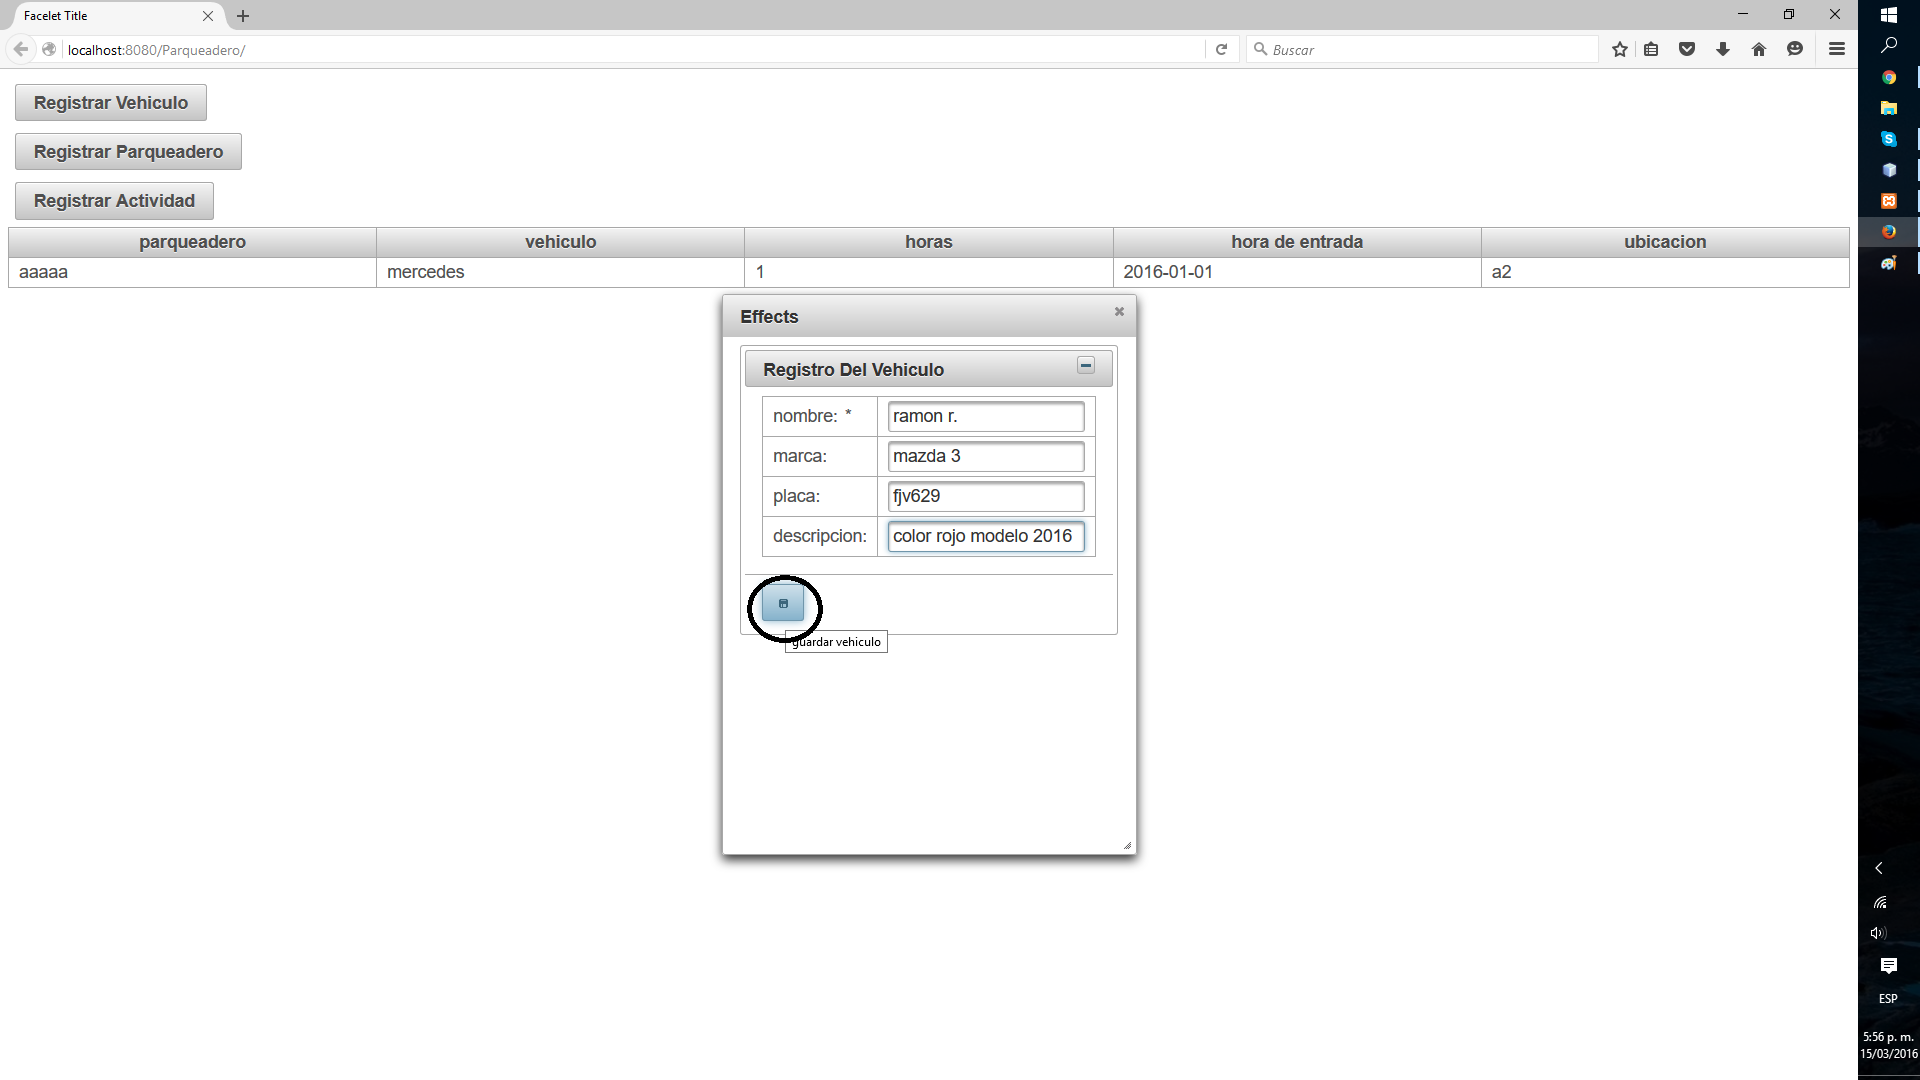 Facelet Title
localhost:8080/Parqueadero/
Buscar
Registrar Vehiculo
Registrar Parqueadero
Registrar Actividad
parqueadero vehiculo horas hora de entrada ubicacion
aaaaa mercedes 1 2016-01-01 a2
Effects
Registro Del Vehiculo
nombre: * ramon r.
marca: mazda 3
placa: fjv629
descripcion: color rojo modelo 2016
guardar vehiculo
ESP
5:56 p. m.
15/03/2016